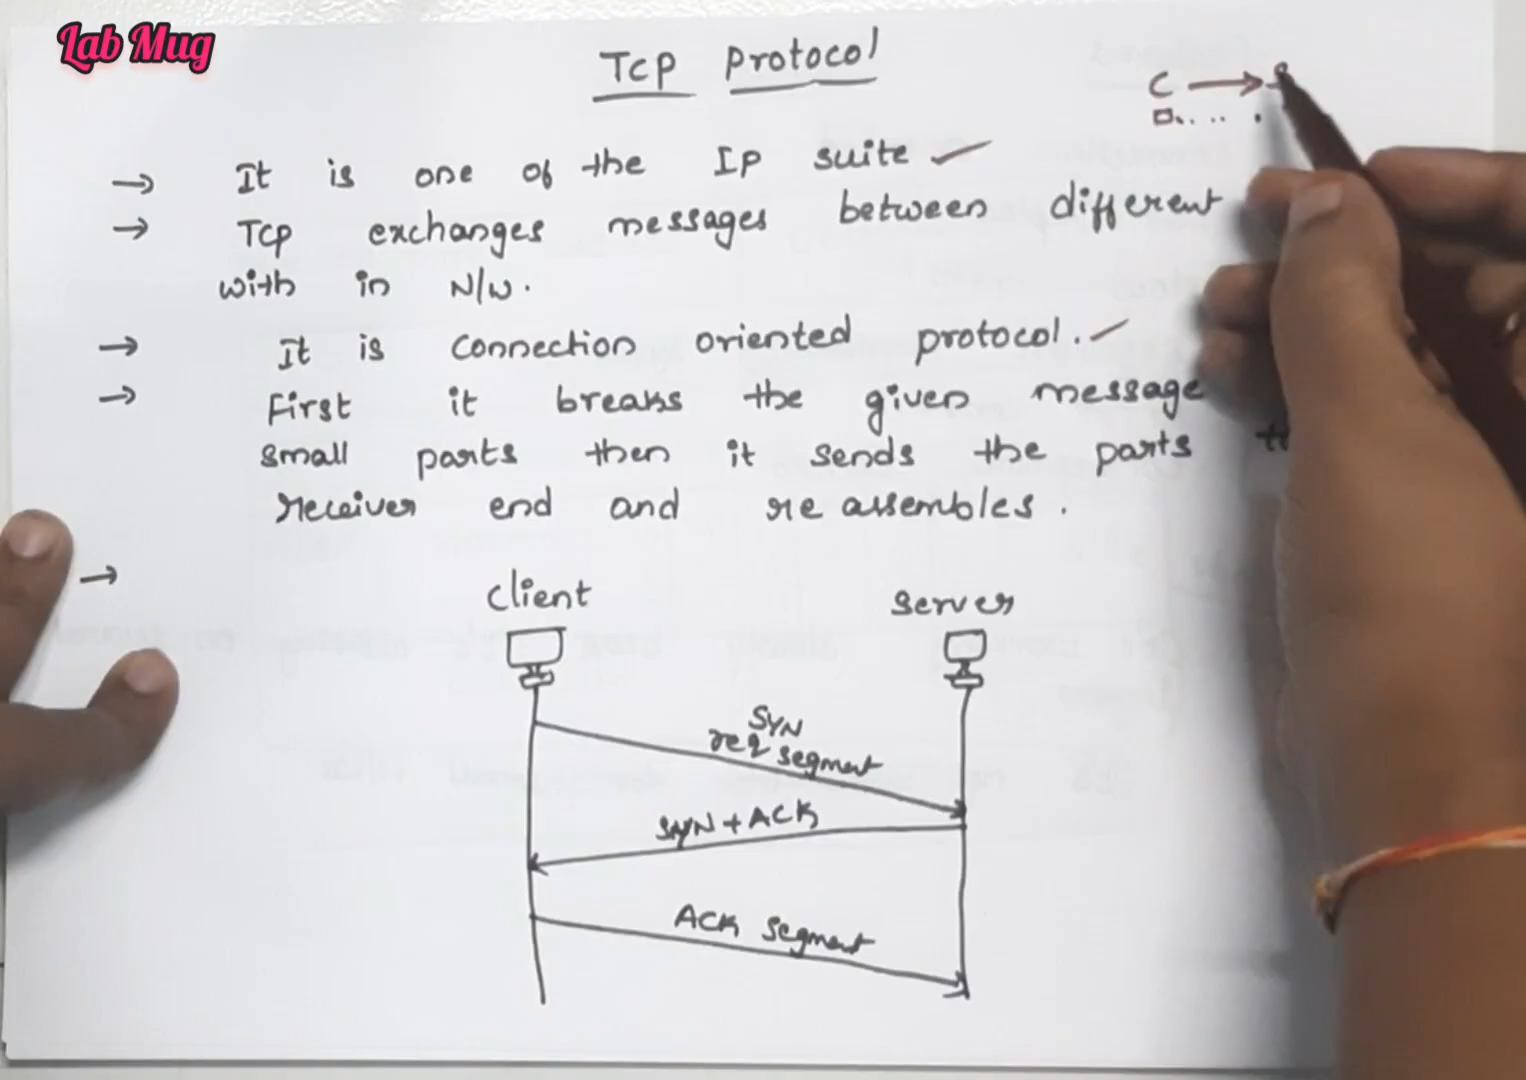 Lab Mug
TCP Protocol
C → S
→ It is one of the IP suite
→ TCP exchanges messages between different
with in N/W.
→ It is connection oriented protocol.
→ First it breaks the given message
small parts then it sends the parts
receiver end and re assembles.
→
client server
SYN
req segment
SYN + ACK
ACK segment